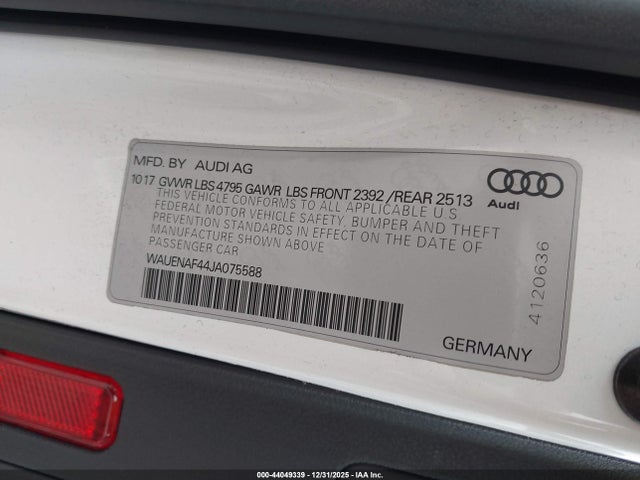 MFD. BY AUDI AG
10 17 GVWR LBS 4795 GAWR LBS FRONT 2392 /REAR 2513
THIS VEHICLE CONFORMS TO ALL APPLICABLE U S
FEDERAL MOTOR VEHICLE SAFETY, BUMPER AND THEFT
PREVENTION STANDARDS IN EFFECT ON THE DATE OF
MANUFACTURE SHOWN ABOVE
PASSENGER CAR
WAUENAF44JA075588
Audi
4120636
GERMANY
000-44049339 - 12/31/2025 - IAA Inc.